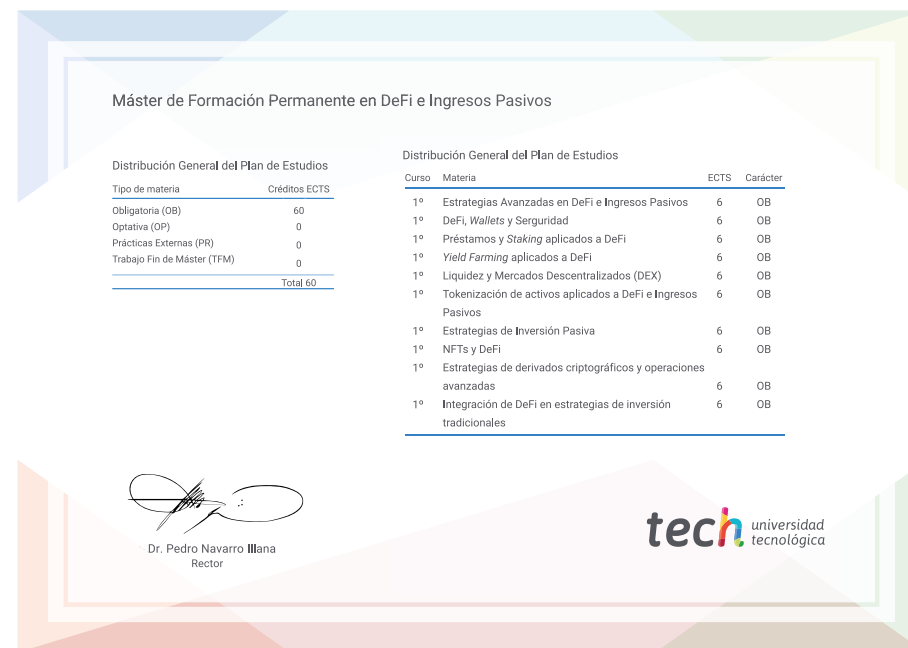 Máster de Formación Permanente en DeFi e Ingresos Pasivos
Distribución General del Plan de Estudios
Tipo de materia Créditos ECTS
Obligatoria (OB) 60
Optativa (OP) 0
Prácticas Externas (PR) 0
Trabajo Fin de Máster (TFM) 0
Total 60
Distribución General del Plan de Estudios
Curso Materia ECTS Carácter
1º Estrategias Avanzadas en DeFi e Ingresos Pasivos 6 OB
1º DeFi, Wallets y Serguridad 6 OB
1º Préstamos y Staking aplicados a DeFi 6 OB
1º Yield Farming aplicados a DeFi 6 OB
1º Liquidez y Mercados Descentralizados (DEX) 6 OB
1º Tokenización de activos aplicados a DeFi e Ingresos 6 OB
Pasivos
1º Estrategias de Inversión Pasiva 6 OB
1º NFTs y DeFi 6 OB
1º Estrategias de derivados criptográficos y operaciones
avanzadas 6 OB
1º Integración de DeFi en estrategias de inversión 6 OB
tradicionales
Dr. Pedro Navarro Illana
Rector
tech universidad
tecnológica